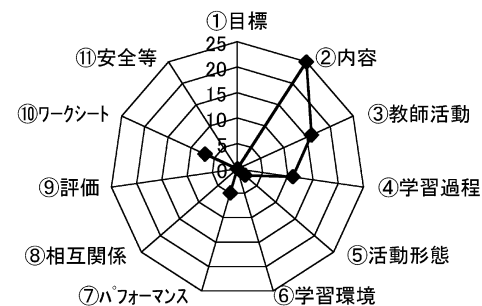 ①目標
②内容
③教師活動
④学習過程
⑤活動形態
⑥学習環境
⑦ﾊﾟﾌｫｰﾏﾝｽ
⑧相互関係
⑨評価
⑩ﾜｰｸｼｰﾄ
⑪安全等
25
20
15
10
5
0